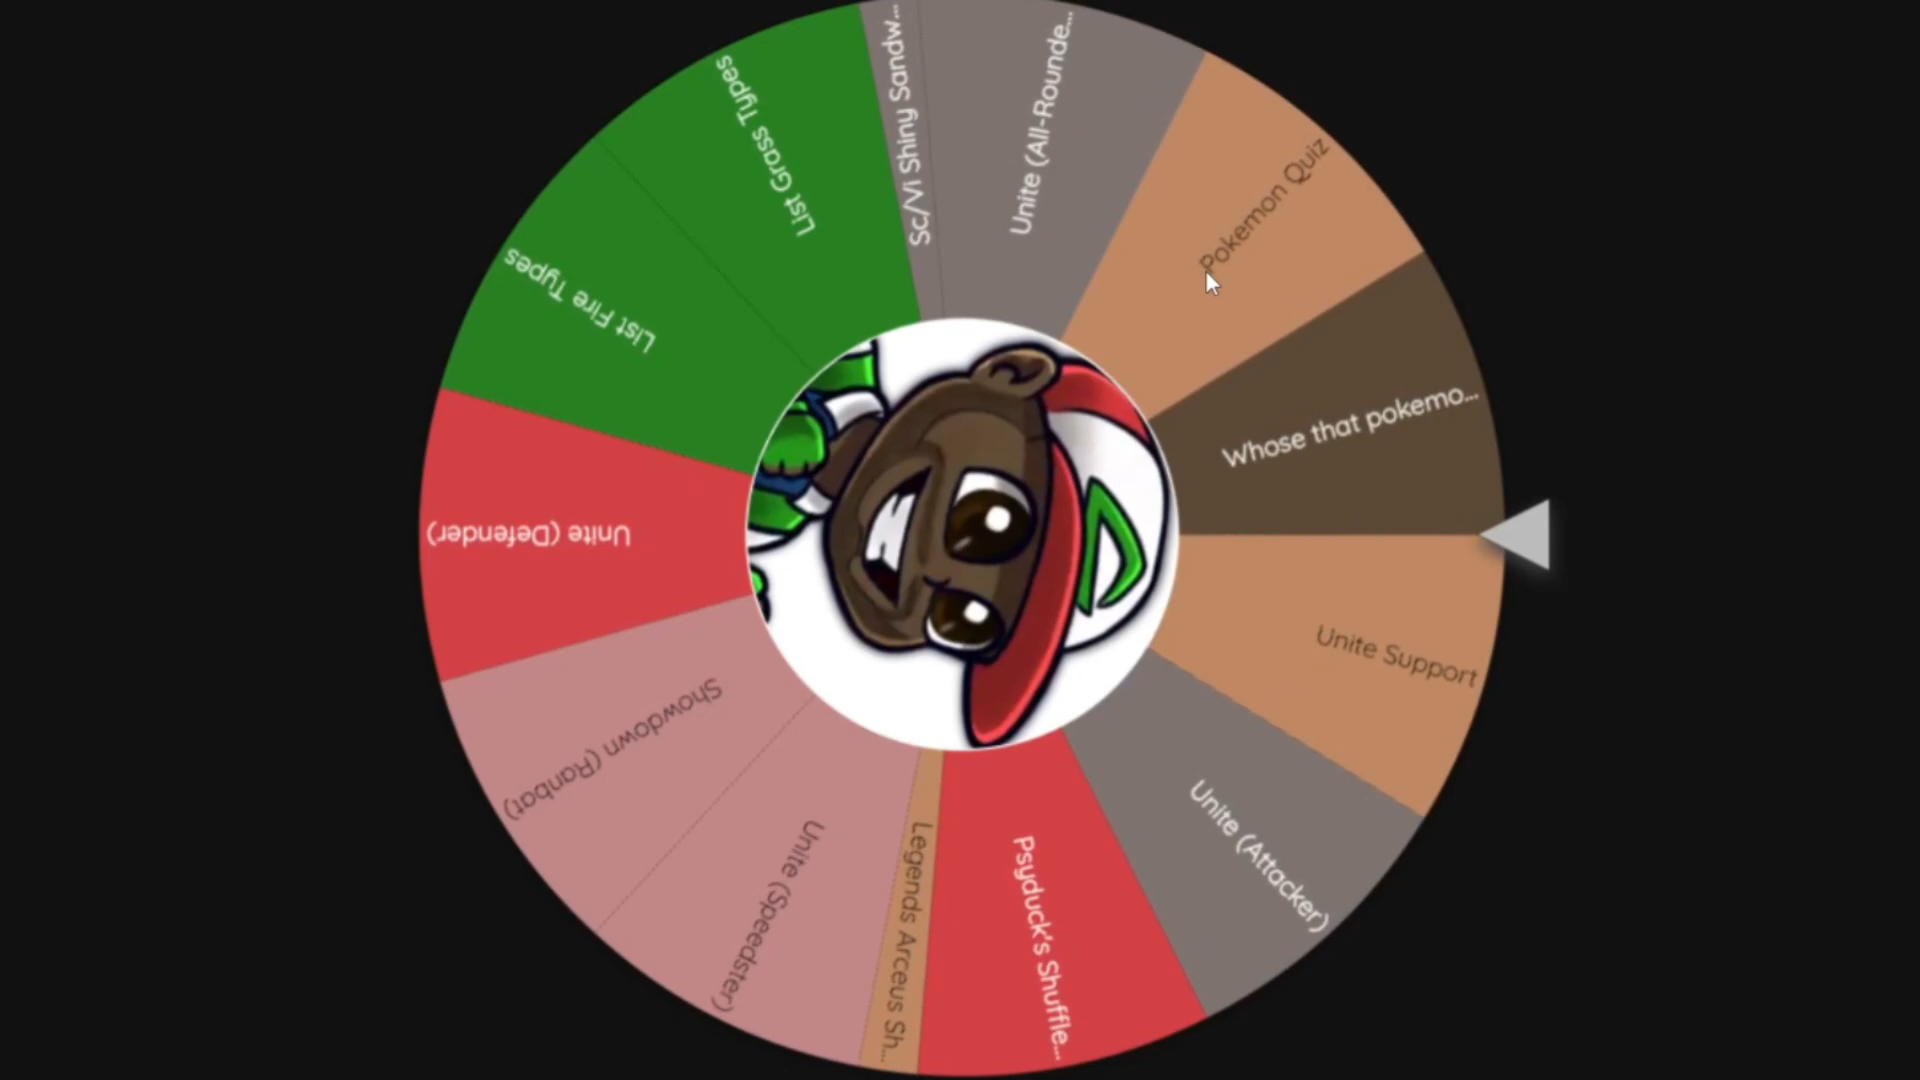 Sc/Vi Shiny Sandw...
Unite (All-Rounde...
Pokemon Quiz
Whose that pokemo...
Unite Support
Unite (Attacker)
Psyduck's Shuffle...
Legends Arceus Sh...
Unite (Speedster)
Showdown (Ranbat)
Unite (Defender)
List Fire Types
List Grass Types